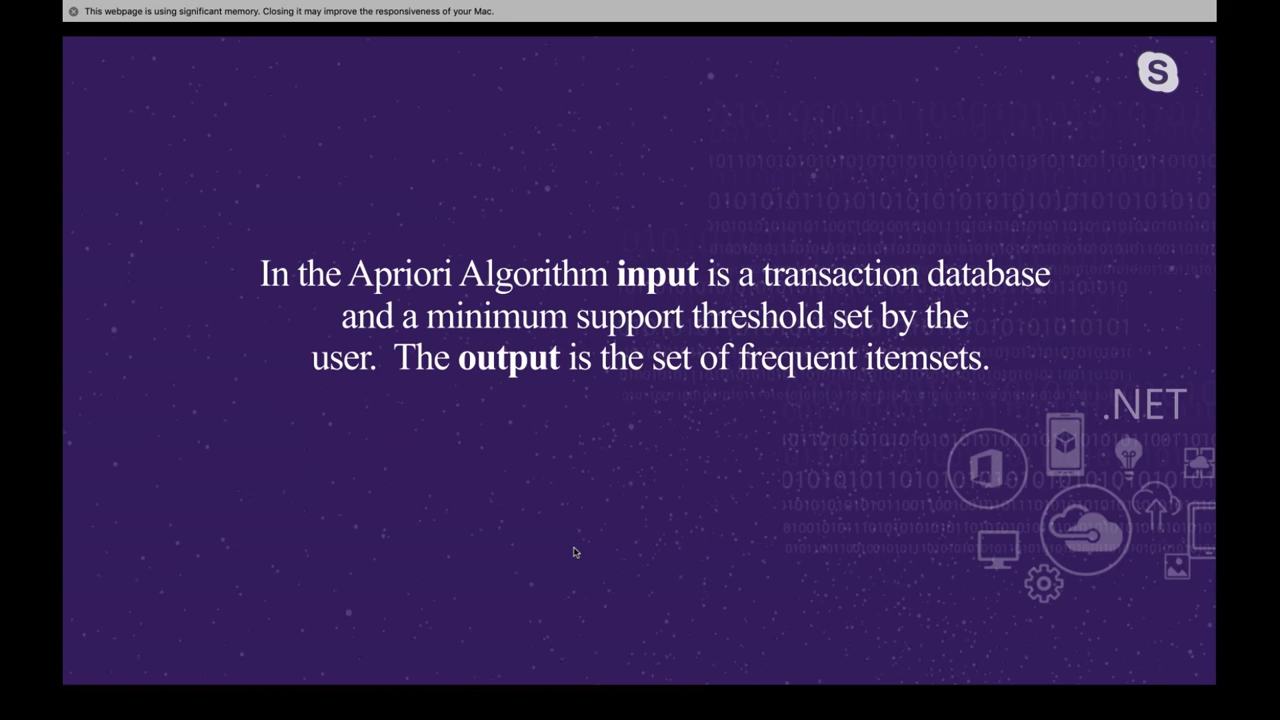 This webpage is using significant memory. Closing it may improve the responsiveness of your Mac.
S
In the Apriori Algorithm input is a transaction database
and a minimum support threshold set by the
user.  The output is the set of frequent itemsets.
.NET